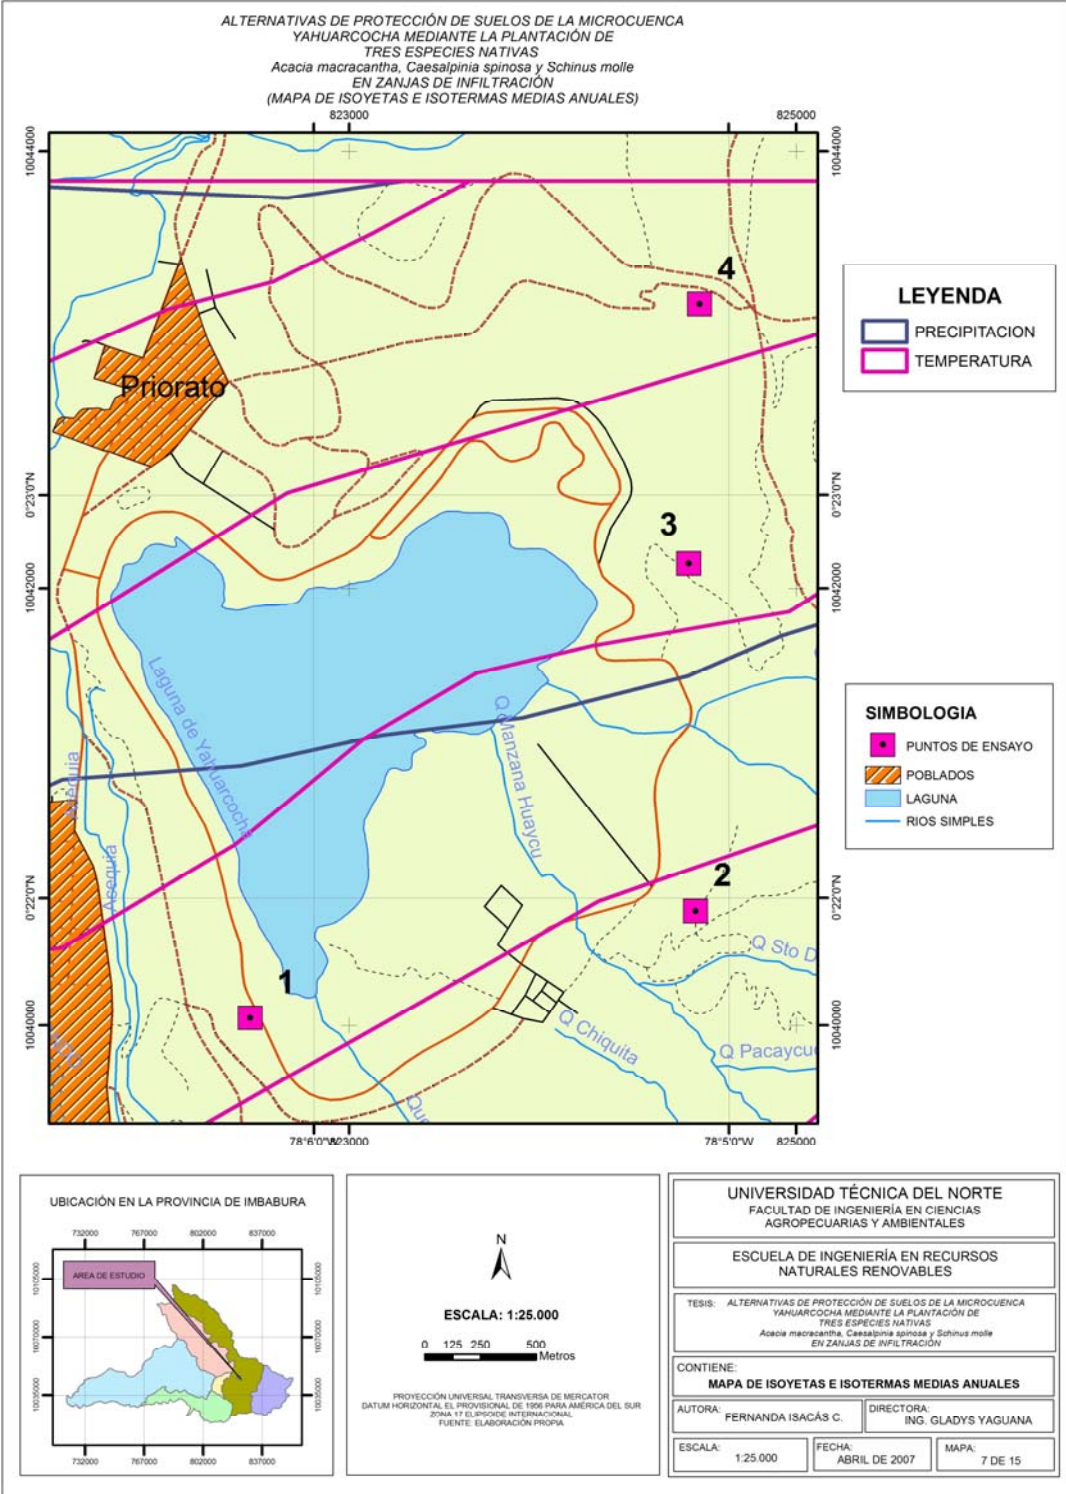 ALTERNATIVAS DE PROTECCIÓN DE SUELOS DE LA MICROCUENCA
YAHUARCOCHA MEDIANTE LA PLANTACIÓN DE
TRES ESPECIES NATIVAS
Acacia macracantha, Caesalpinia spinosa y Schinus molle
EN ZANJAS DE INFILTRACIÓN
(MAPA DE ISOYETAS E ISOTERMAS MEDIAS ANUALES)
823000 825000
10044000 10044000
4
Priorato
LEYENDA
PRECIPITACION
TEMPERATURA
0°23'0"N 0°23'0"N
3
10042000 10042000
Laguna de Yahuarcocha
Q Manzana Huaycu
SIMBOLOGIA
PUNTOS DE ENSAYO
POBLADOS
LAGUNA
RIOS SIMPLES
Asequia
0°22'0"N 0°22'0"N
2
Q Sto D
1
10040000 10040000
Q Chiquita
Q Pacaycu
Que
78°6'0"W 823000 78°5'0"W 825000
UBICACIÓN EN LA PROVINCIA DE IMBABURA
732000 767000 802000 837000
AREA DE ESTUDIO
10105000 10105000
10070000 10070000
10035000 10035000
732000 767000 802000 837000
N
ESCALA: 1:25.000
0 125 250 500
Metros
PROYECCIÓN UNIVERSAL TRANSVERSA DE MERCATOR
DATUM HORIZONTAL EL PROVISIONAL DE 1956 PARA AMÉRICA DEL SUR
ZONA 17 ELIPSOIDE INTERNACIONAL
FUENTE: ELABORACIÓN PROPIA
UNIVERSIDAD TÉCNICA DEL NORTE
FACULTAD DE INGENIERÍA EN CIENCIAS
AGROPECUARIAS Y AMBIENTALES
ESCUELA DE INGENIERÍA EN RECURSOS
NATURALES RENOVABLES
TESIS: ALTERNATIVAS DE PROTECCIÓN DE SUELOS DE LA MICROCUENCA
YAHUARCOCHA MEDIANTE LA PLANTACIÓN DE
TRES ESPECIES NATIVAS
Acacia macracantha, Caesalpinia spinosa y Schinus molle
EN ZANJAS DE INFILTRACIÓN
CONTIENE:
MAPA DE ISOYETAS E ISOTERMAS MEDIAS ANUALES
AUTORA: FERNANDA ISACÁS C.
DIRECTORA: ING. GLADYS YAGUANA
ESCALA: 1:25.000
FECHA: ABRIL DE 2007
MAPA: 7 DE 15